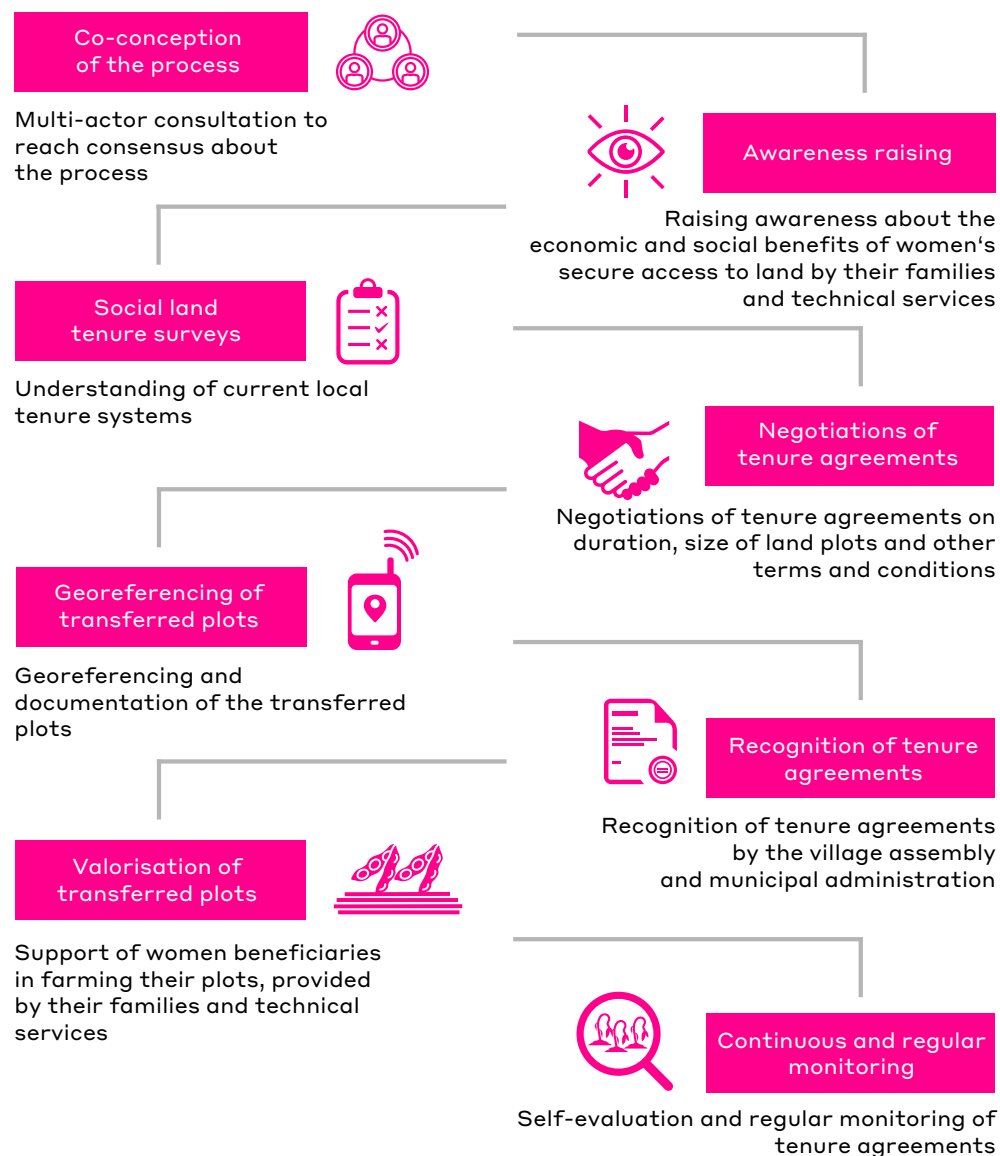 Co-conception
of the process
Multi-actor consultation to
reach consensus about
the process
Awareness raising
Raising awareness about the
economic and social benefits of women‘s
secure access to land by their families
and technical services
Social land
tenure surveys
Understanding of current local
tenure systems
Negotiations of
tenure agreements
Negotiations of tenure agreements on
duration, size of land plots and other
terms and conditions
Georeferencing of
transferred plots
Georeferencing and
documentation of the transferred
plots
Recognition of tenure
agreements
Recognition of tenure agreements
by the village assembly
and municipal administration
Valorisation of
transferred plots
Support of women beneficiaries
in farming their plots, provided
by their families and technical
services
Continuous and regular
monitoring
Self-evaluation and regular monitoring of
tenure agreements